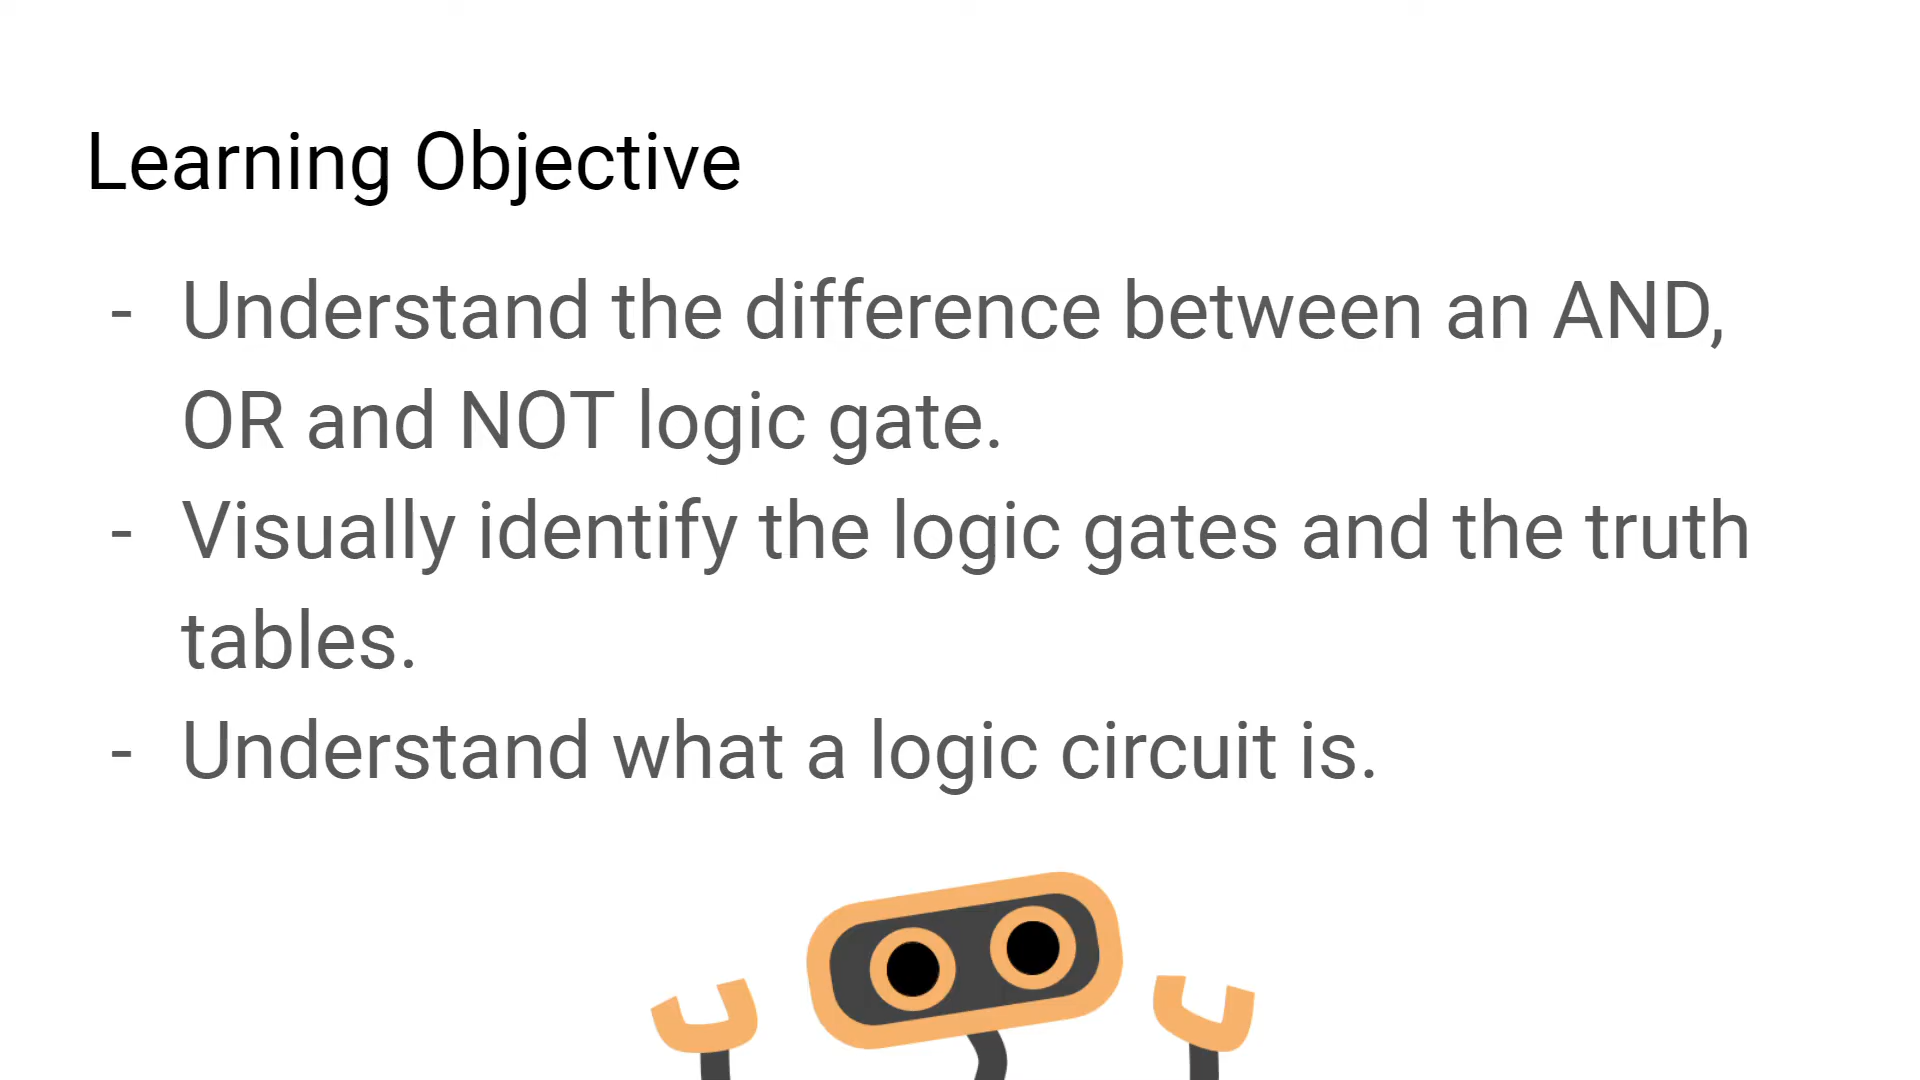 Learning Objective
- Understand the difference between an AND,
OR and NOT logic gate.
- Visually identify the logic gates and the truth
tables.
- Understand what a logic circuit is.